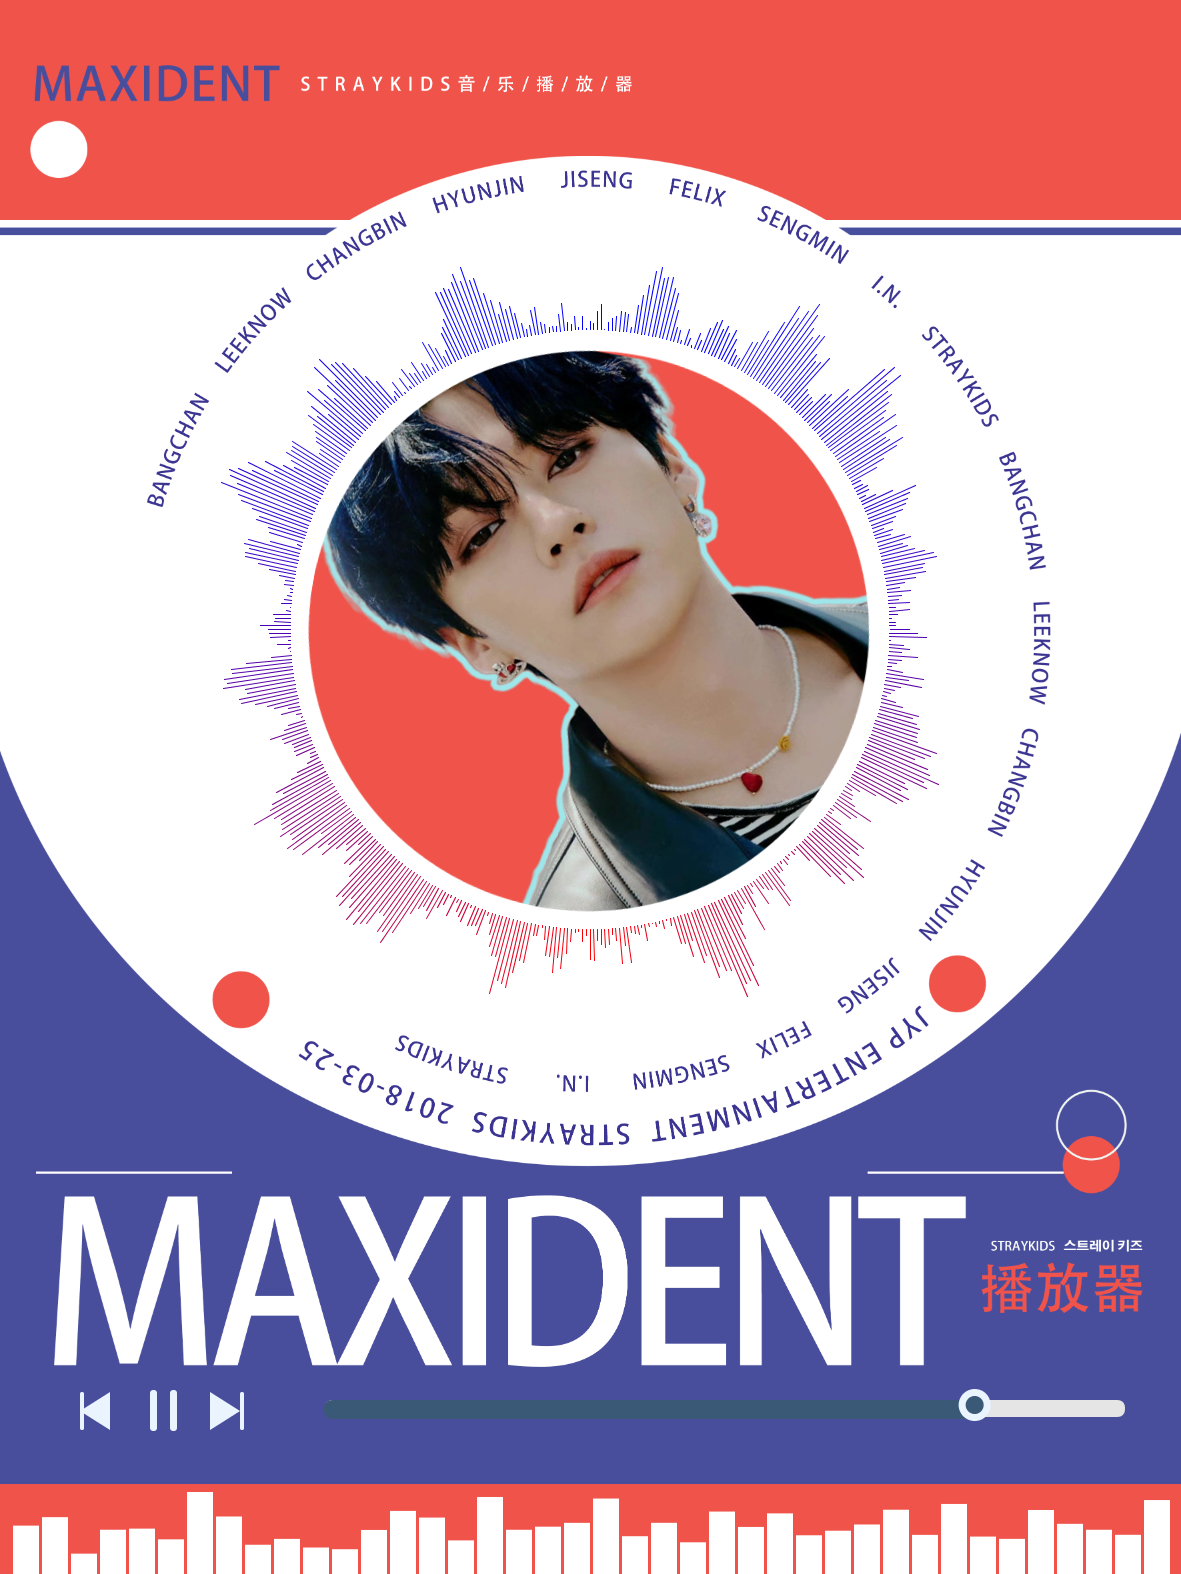 MAXIDENT STRAYKIDS音/乐/播/放/器
BANGCHAN LEEKNOW CHANGBIN HYUNJIN JISENG FELIX SENGMIN I.N. STRAYKIDS BANGCHAN LEEKNOW CHANGBIN HYUNJIN JISENG FELIX SENGMIN I.N. STRAYKIDS
JYP ENTERTAINMENT STRAYKIDS 2018-03-25
MAXIDENT
STRAYKIDS 스트레이 키즈
播放器